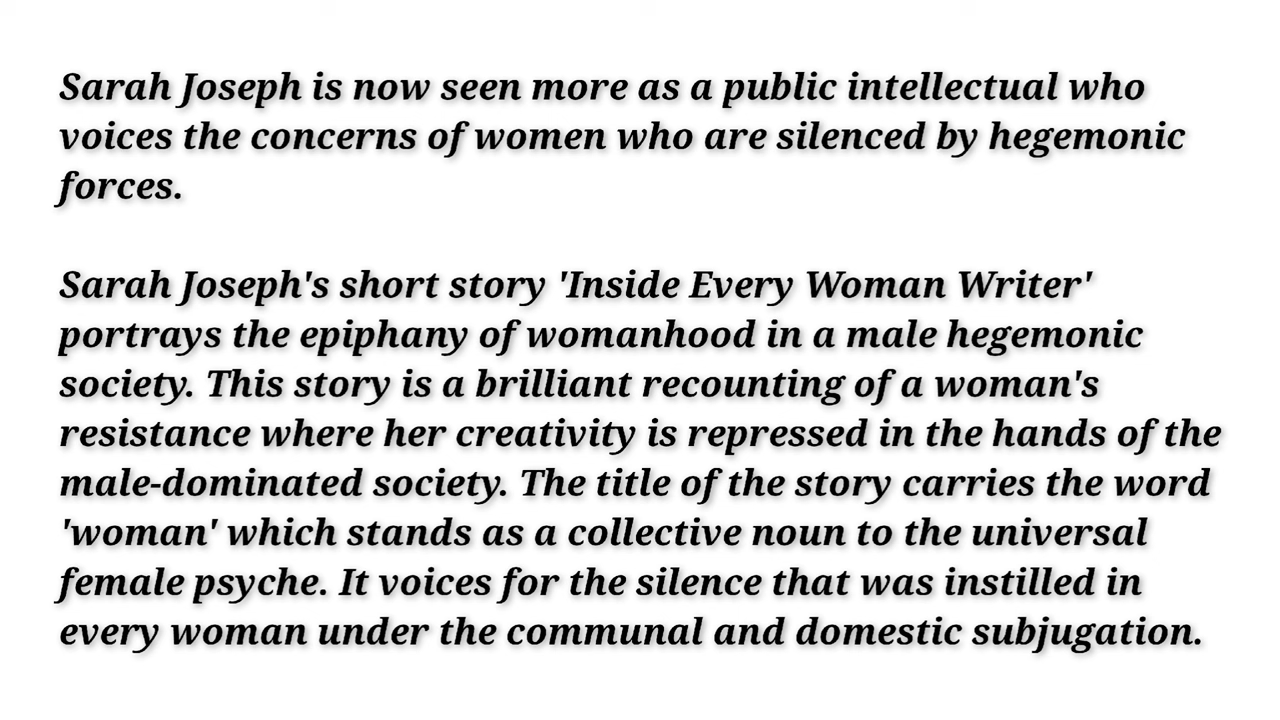 Sarah Joseph is now seen more as a public intellectual who
voices the concerns of women who are silenced by hegemonic
forces.
Sarah Joseph's short story 'Inside Every Woman Writer'
portrays the epiphany of womanhood in a male hegemonic
society. This story is a brilliant recounting of a woman's
resistance where her creativity is repressed in the hands of the
male-dominated society. The title of the story carries the word
'woman' which stands as a collective noun to the universal
female psyche. It voices for the silence that was instilled in
every woman under the communal and domestic subjugation.